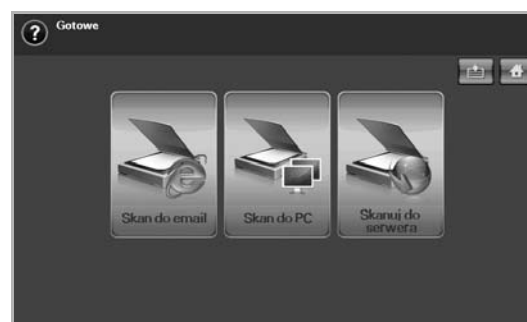 ?
Gotowe
Skan do email
Skan do PC
Skanuj do
serwera